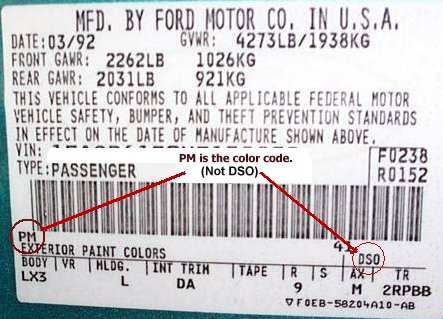 MFD. BY FORD MOTOR CO. IN U.S.A.
DATE: 03/92 GVWR: 4273LB/1938KG
FRONT GAWR: 2262LB 1026KG
REAR GAWR: 2031LB 921KG
THIS VEHICLE CONFORMS TO ALL APPLICABLE FEDERAL MOTOR
VEHICLE SAFETY, BUMPER, AND THEFT PREVENTION STANDARDS
IN EFFECT ON THE DATE OF MANUFACTURE SHOWN ABOVE.
VIN:
TYPE: PASSENGER
F0238
R0152
PM is the color code.
(Not DSO)
PM 41
EXTERIOR PAINT COLORS DSO
BODY VR MLDG. INT TRIM TAPE R S AX TR
LX3 L DA 9 M 2RPBB
F0EB-58204A10-AB